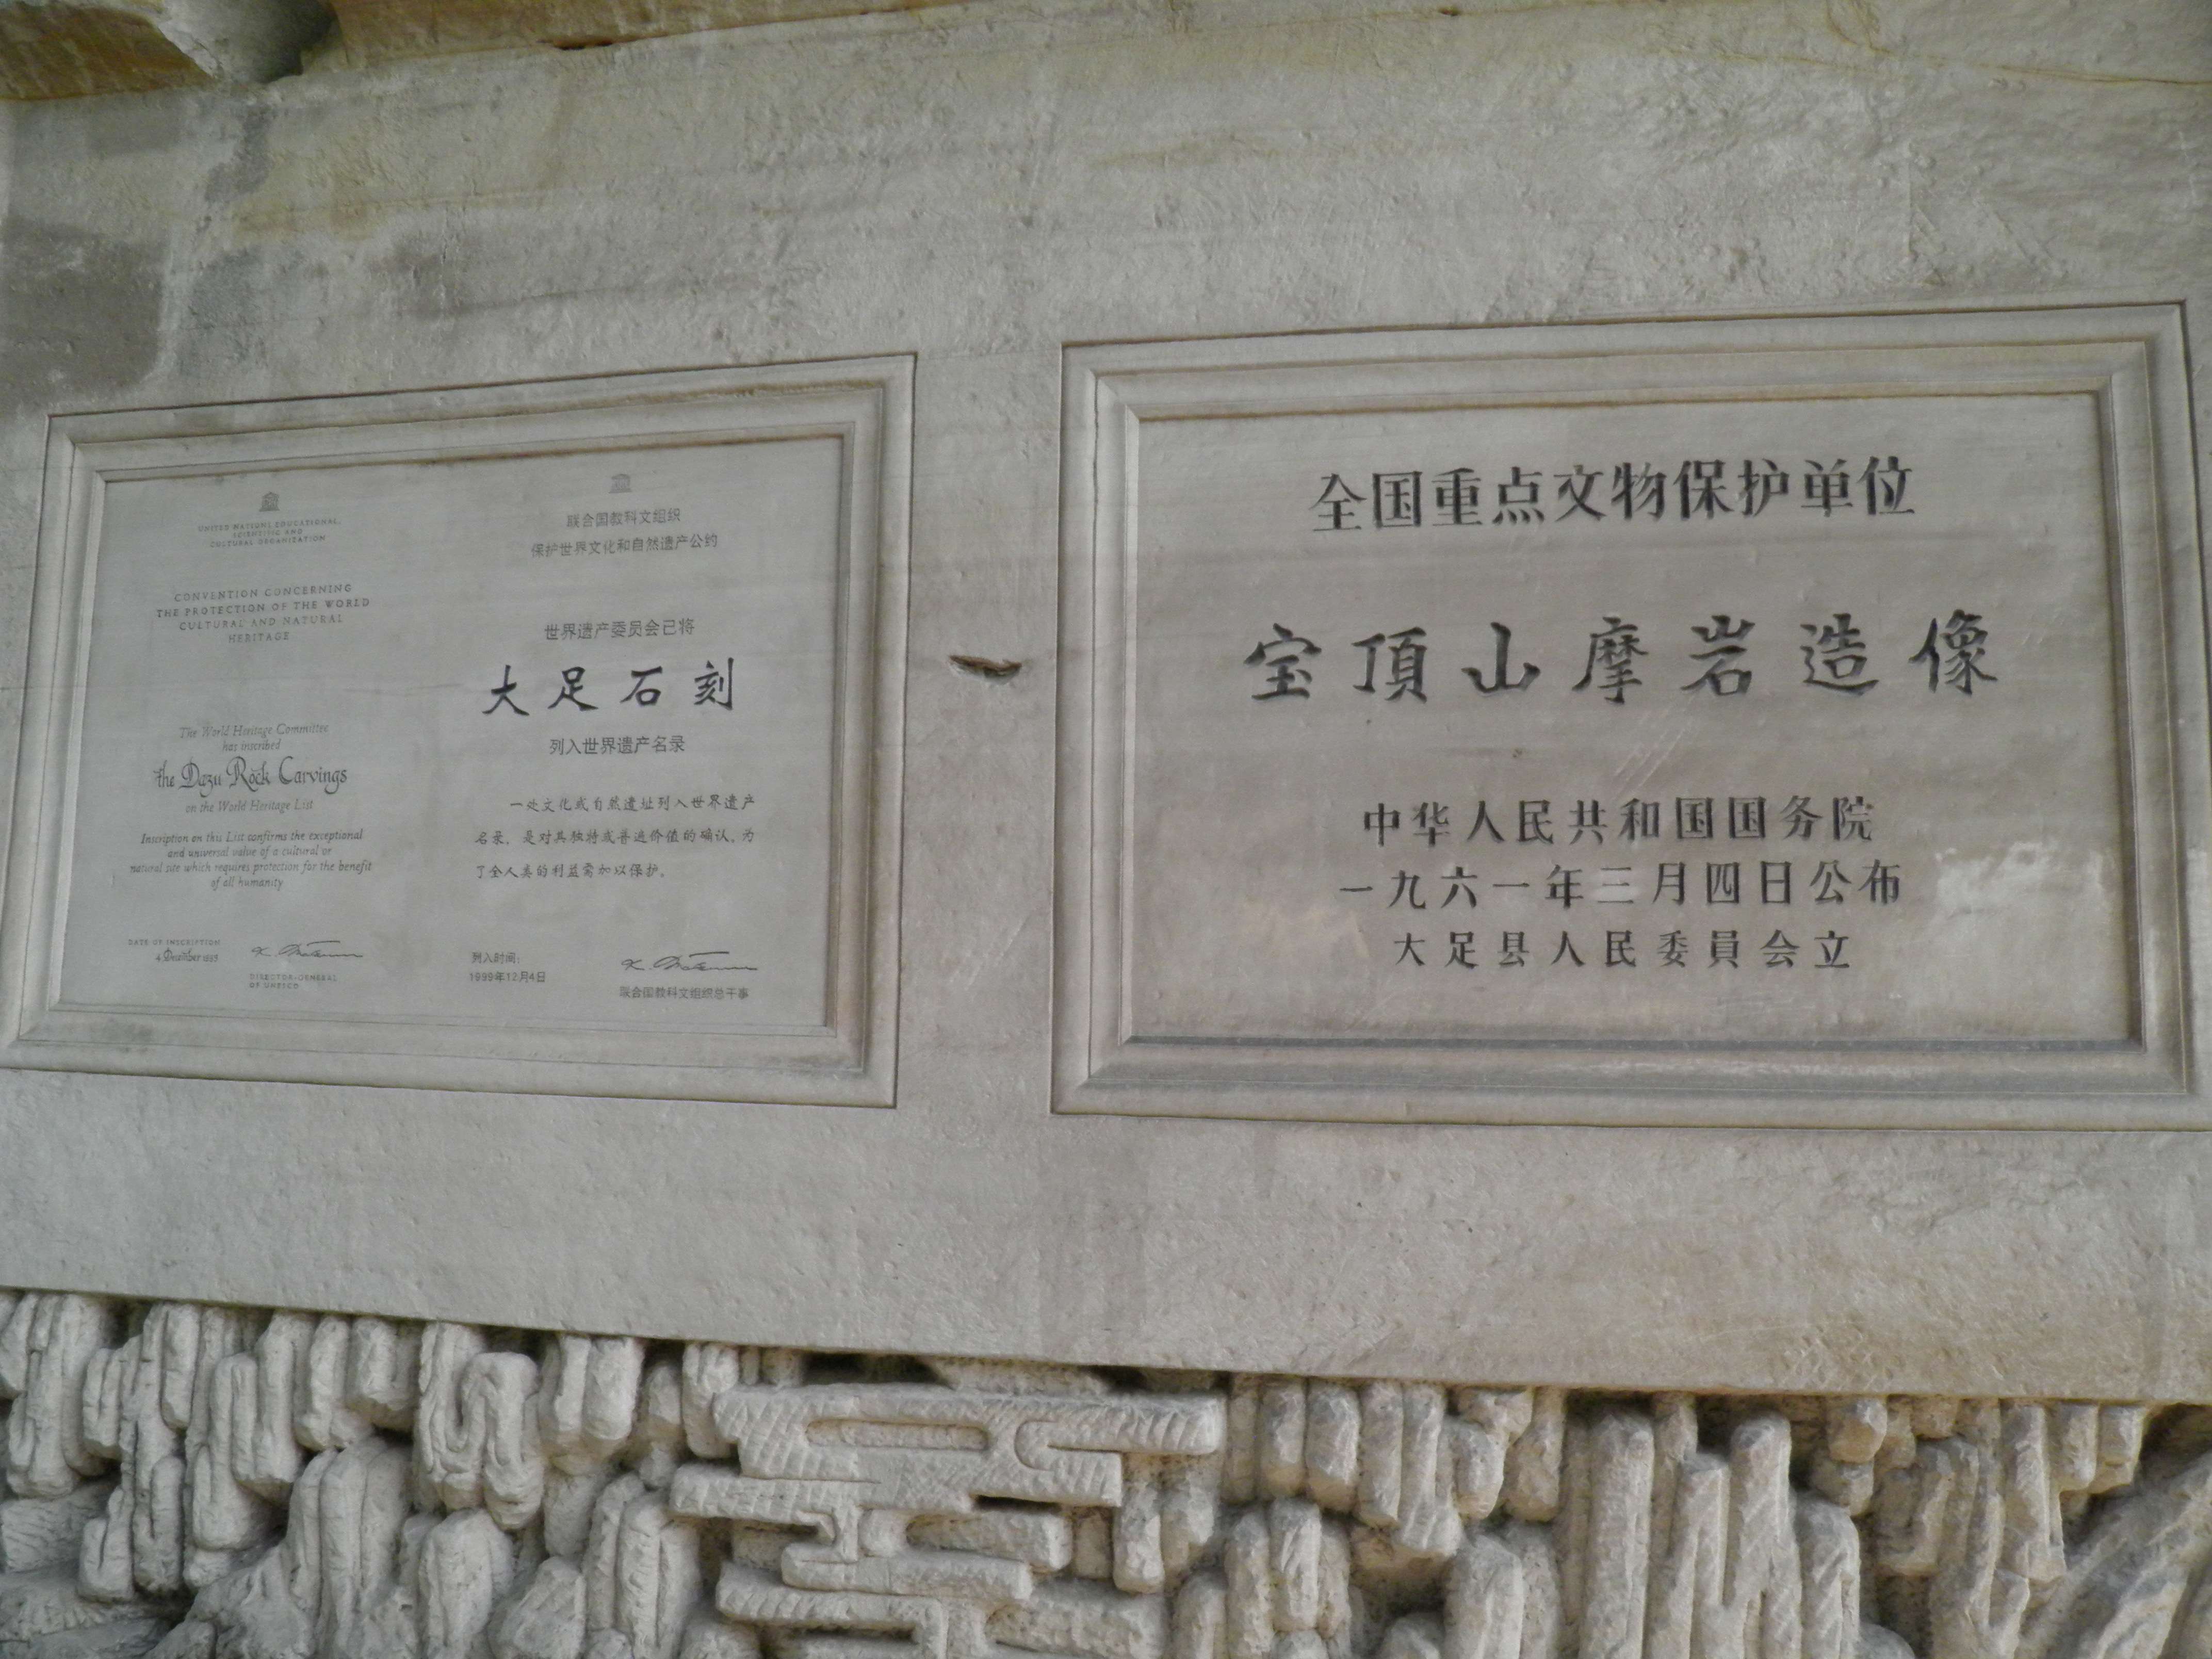 UNITED NATIONS EDUCATIONAL,
SCIENTIFIC AND
CULTURAL ORGANIZATION
CONVENTION CONCERNING
THE PROTECTION OF THE WORLD
CULTURAL AND NATURAL
HERITAGE
The World Heritage Committee
has inscribed
the Dazu Rock Carvings
on the World Heritage List
Inscription on this List confirms the exceptional
and universal value of a cultural or
natural site which requires protection for the benefit
of all humanity
DATE OF INSCRIPTION
4 December 1999
DIRECTOR-GENERAL
OF UNESCO
联合国教科文组织
保护世界文化和自然遗产公约
世界遗产委员会已将
大足石刻
列入世界遗产名录
一处文化或自然遗址列入世界遗产
名录，是对其独特或普遍价值的确认，为
了全人类的利益需加以保护。
列入时间：
1999年12月4日
联合国教科文组织总干事
全国重点文物保护单位
宝頂山摩岩造像
中华人民共和国国务院
一九六一年三月四日公布
大足县人民委員会立